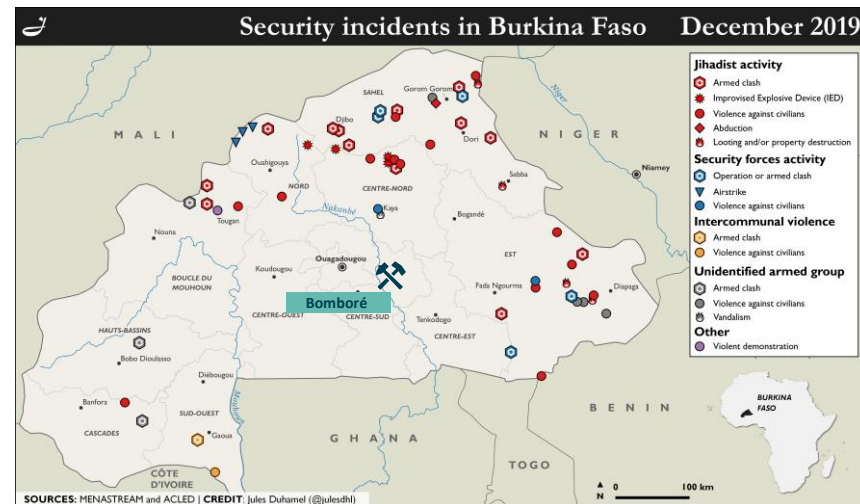 Security incidents in Burkina Faso December 2019
Jihadist activity
Armed clash
Improvised Explosive Device (IED)
Violence against civilians
Abduction
Looting and/or property destruction
Security forces activity
Operation or armed clash
Airstrike
Violence against civilians
Intercommunal violence
Armed clash
Violence against civilians
Unidentified armed group
Armed clash
Violence against civilians
Vandalism
Other
Violent demonstration
MALI
NIGER
Niger
Niamey
SAHEL
Gorom Gorom
Djibo
Dori
Ouahigouya
Sebba
NORD
CENTRE-NORD
Nakanbé
Kaya
Bogandé
Tougan
Nouna
Ouagadougou
EST
BOUCLE DU
MOUHOUN
Koudougou
Fada Ngourma
Diapaga
Bomboré
CENTRE-OUEST
CENTRE-SUD
Tenkodogo
CENTRE-EST
HAUTS-BASSINS
Bobo Dioulasso
Diébougou
Mouhoun
Banfora
SUD-OUEST
CASCADES
Gaoua
GHANA
BENIN
TOGO
CÔTE
D'IVOIRE
BURKINA
FASO
N
0 100 km
SOURCES: MENASTREAM and ACLED | CREDIT: Jules Duhamel (@julesdhl)